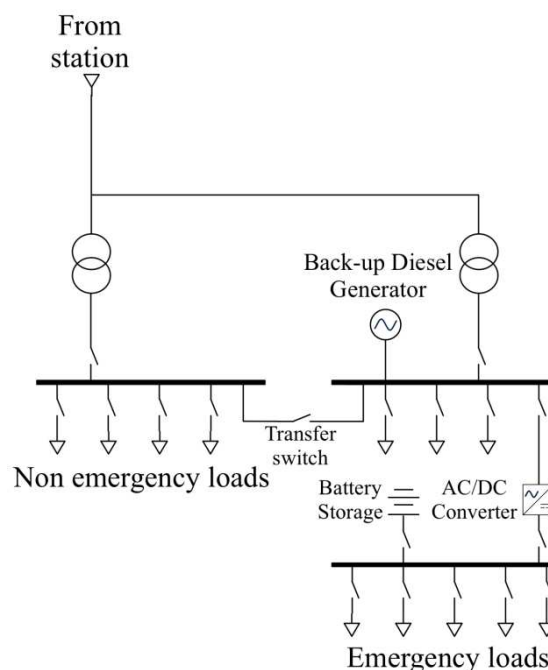 From
station
Back-up Diesel
Generator
Transfer
switch
Non emergency loads
Battery
Storage
AC/DC
Converter
Emergency loads